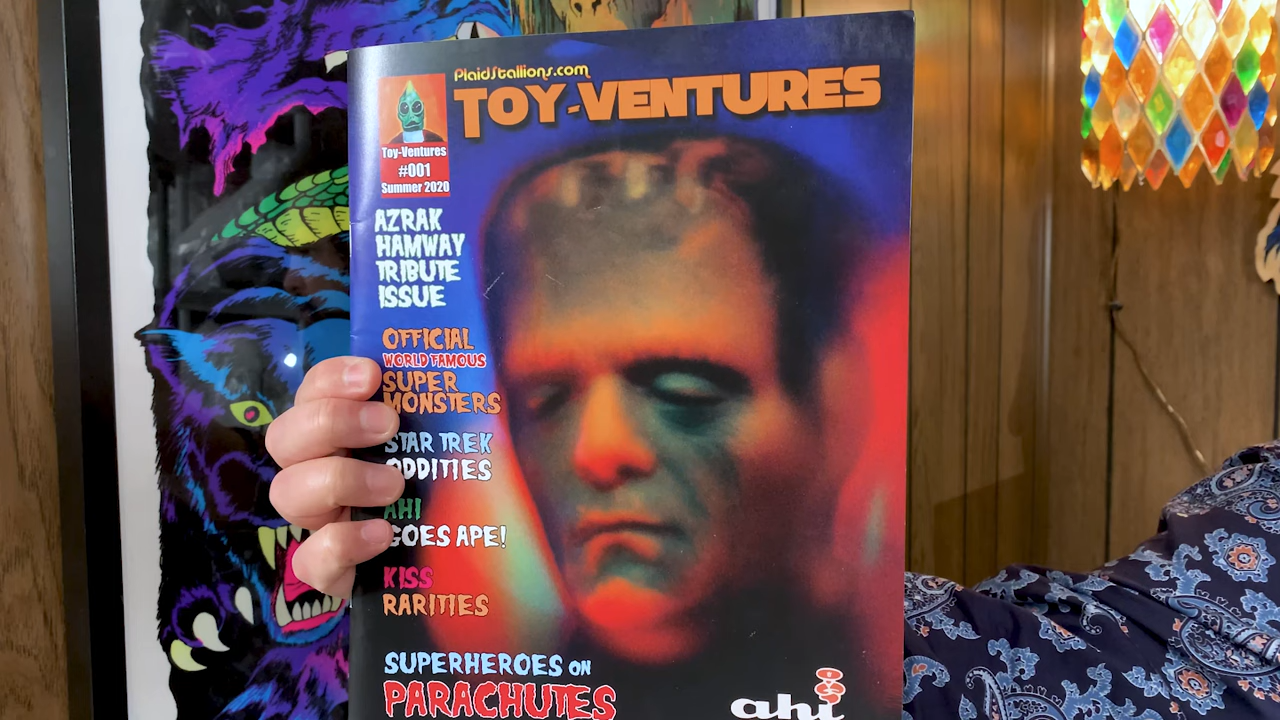 PlaidStallions.com
TOY-VENTURES
Toy-Ventures
#001
Summer 2020
AZRAK
HAMWAY
TRIBUTE
ISSUE
OFFICIAL
WORLD FAMOUS
SUPER
MONSTERS
STAR TREK
ODDITIES
AHI
GOES APE!
KISS
RARITIES
SUPERHEROES ON
PARACHUTES
ahi